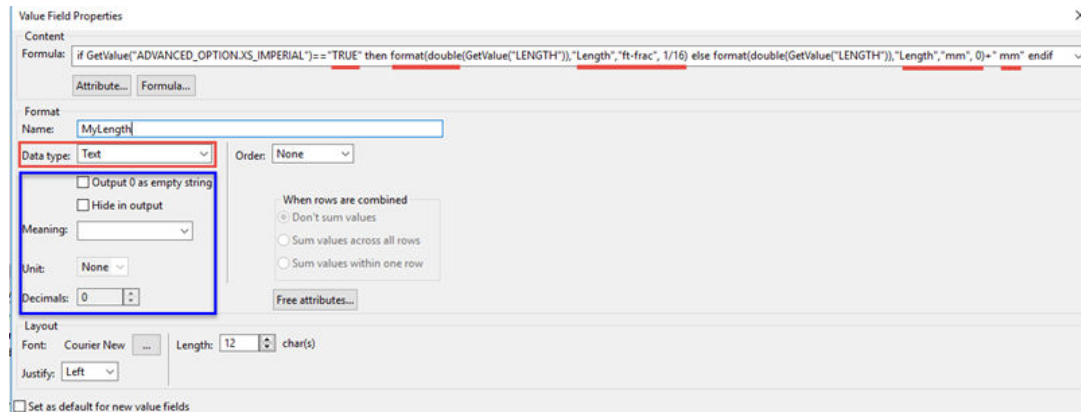 Value Field Properties
Content
Formula: if GetValue("ADVANCED_OPTION.XS_IMPERIAL")=="TRUE" then format(double(GetValue("LENGTH")),"Length","ft-frac", 1/16) else format(double(GetValue("LENGTH")),"Length","mm", 0)+" mm" endif
Attribute... Formula...
Format
Name: MyLength
Data type: Text Order: None
Output 0 as empty string
Hide in output
When rows are combined
Don't sum values
Meaning:
Sum values across all rows
Unit: None Sum values within one row
Decimals: 0 Free attributes...
Layout
Font: Courier New ... Length: 12 char(s)
Justify: Left
Set as default for new value fields